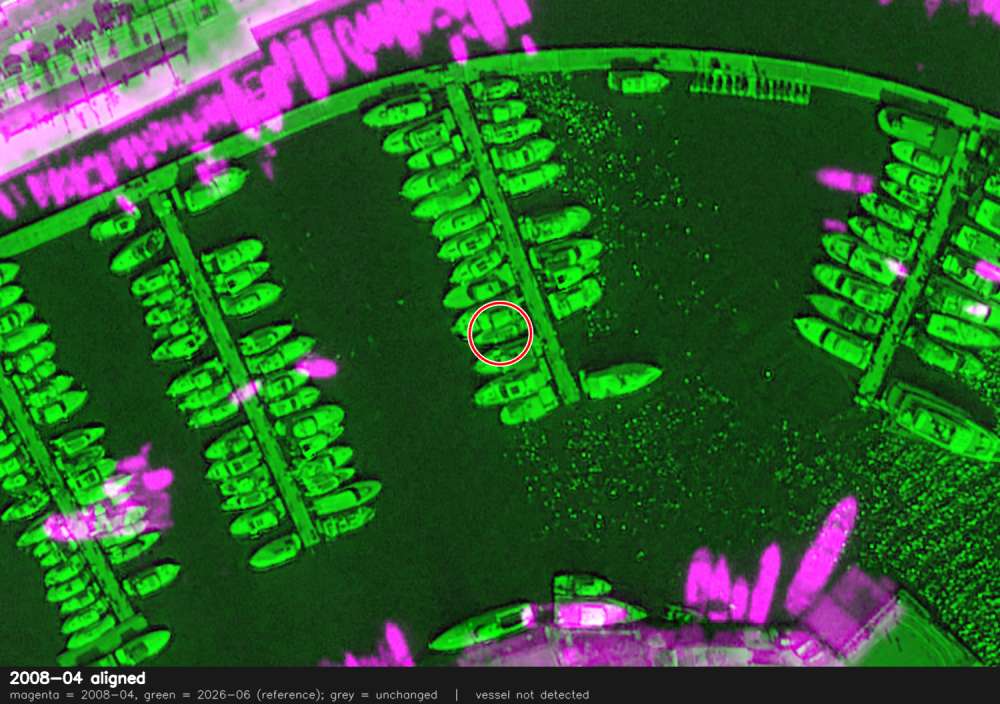 2008-04 aligned
magenta = 2008-04, green = 2026-06 (reference); grey = unchanged | vessel not detected